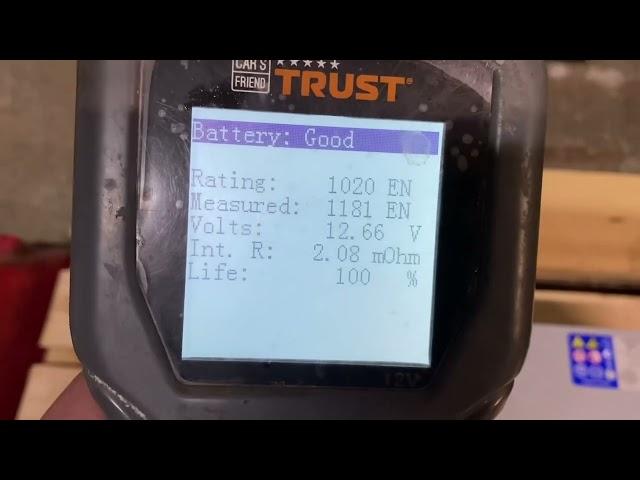 CAR'S
FRIEND
TRUST
Battery: Good
Rating: 1020 EN
Measured: 1181 EN
Volts: 12.66 V
Int. R: 2.08 mOhm
Life: 100 %
12V